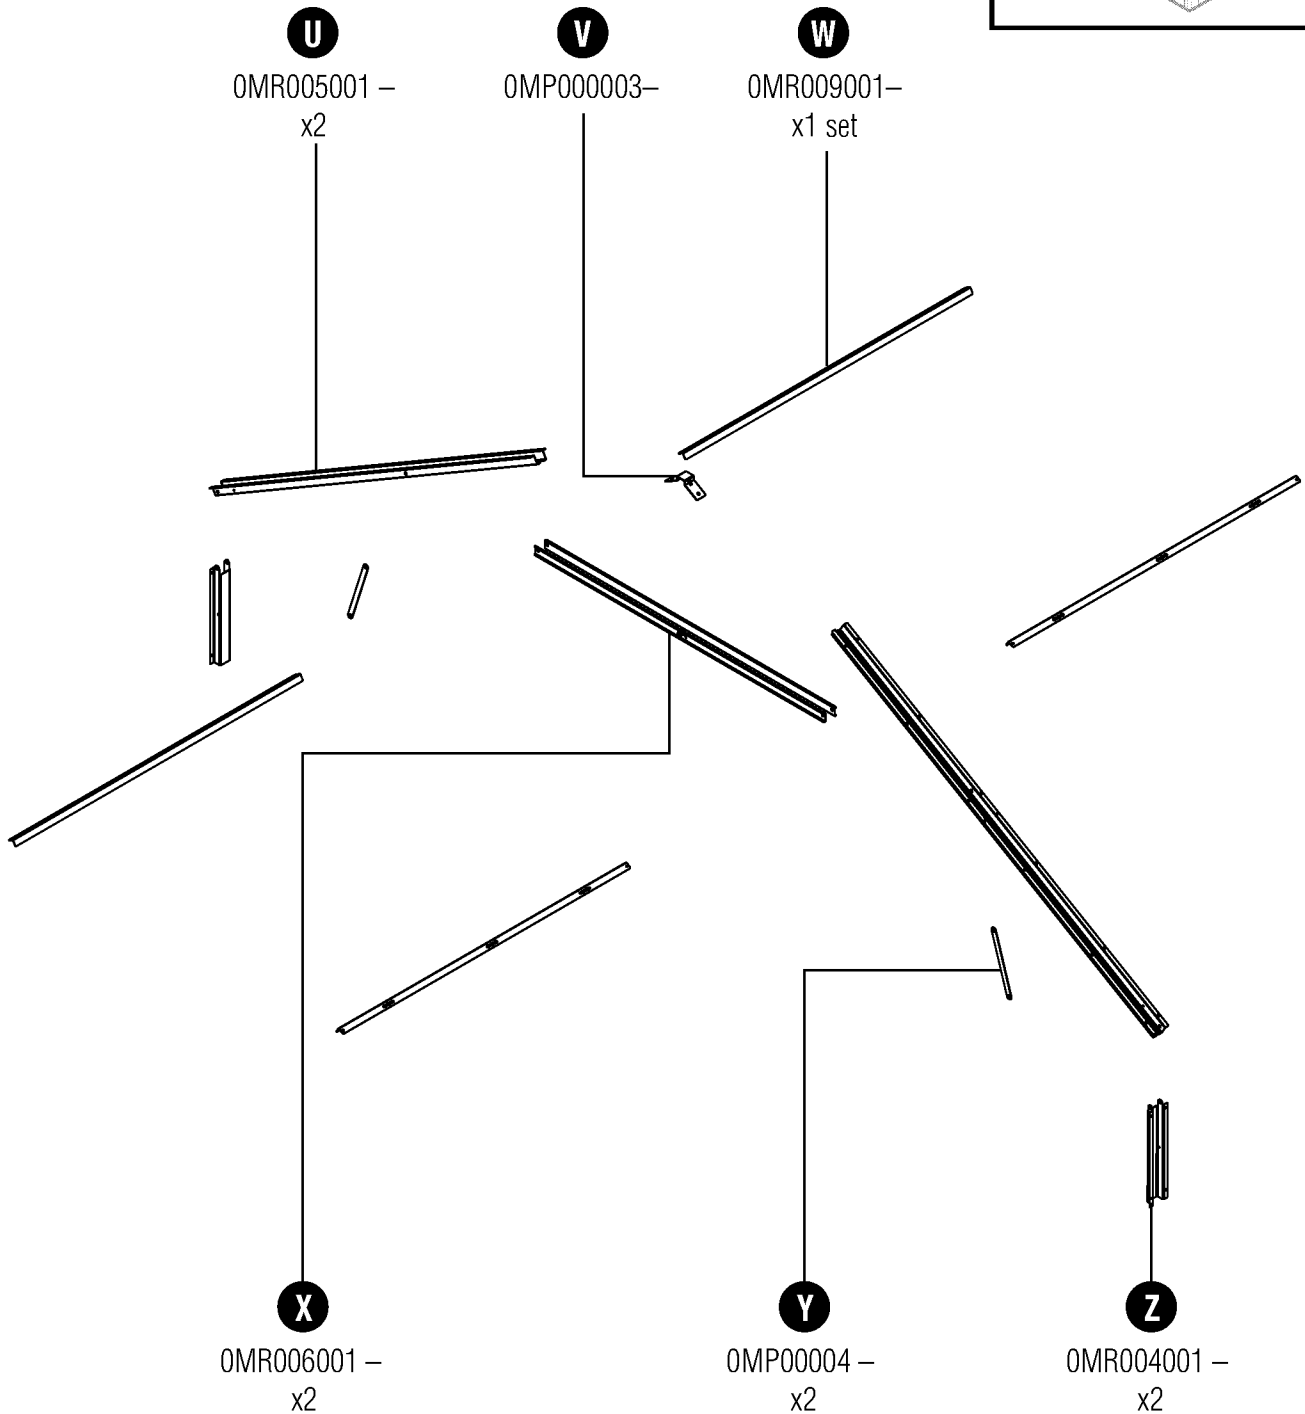 U
0MR005001 –
x2
V
0MP000003–
W
0MR009001–
x1 set
X
0MR006001 –
x2
Y
0MP00004 –
x2
Z
0MR004001 –
x2